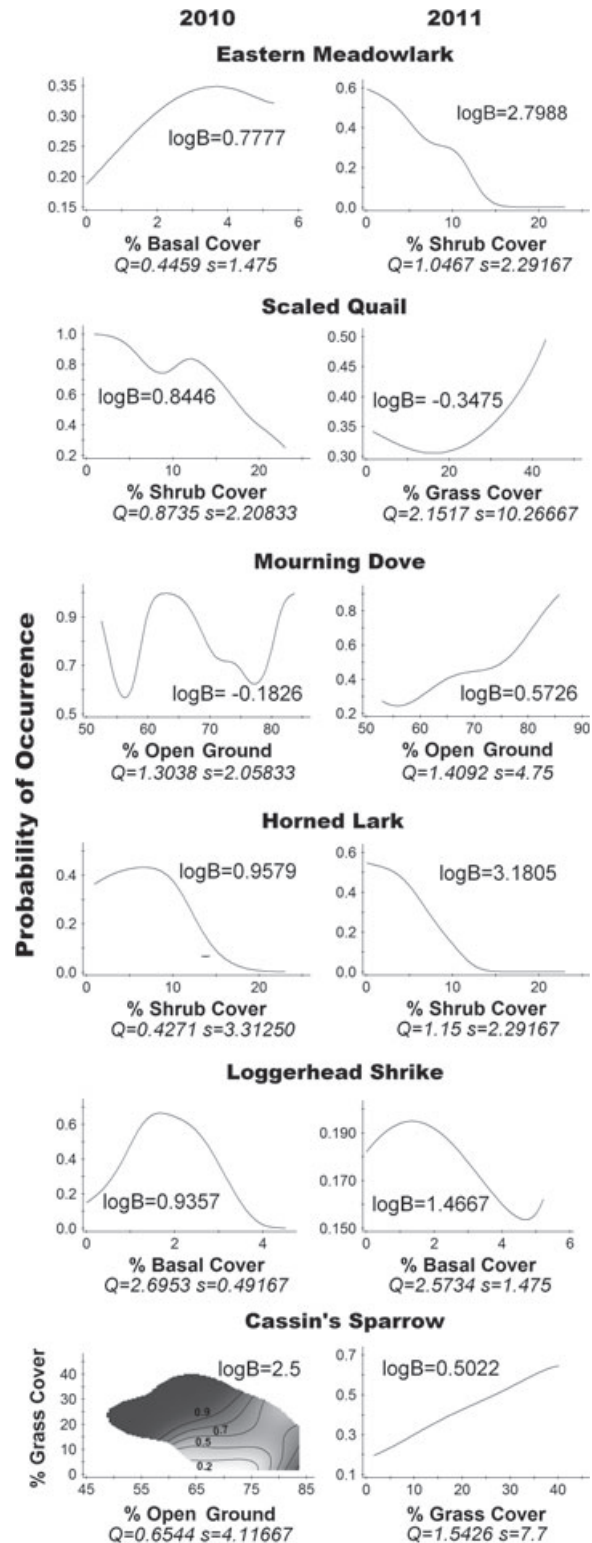 2010 2011
Eastern Meadowlark
0.35
0.30
0.25
0.20
0.15
logB=0.7777
0 2 4 6
% Basal Cover
Q=0.4459 s=1.475
0.6
0.4
0.2
0.0
logB=2.7988
0 10 20
% Shrub Cover
Q=1.0467 s=2.29167
Scaled Quail
1.0
0.8
0.6
0.4
0.2
logB=0.8446
0 10 20
% Shrub Cover
Q=0.8735 s=2.20833
0.50
0.45
0.40
0.35
0.30
logB= -0.3475
0 20 40
% Grass Cover
Q=2.1517 s=10.26667
Probability of Occurrence
Mourning Dove
0.9
0.7
0.5
logB= -0.1826
50 60 70 80
% Open Ground
Q=1.3038 s=2.05833
0.8
0.6
0.4
0.2
logB=0.5726
50 60 70 80 90
% Open Ground
Q=1.4092 s=4.75
Horned Lark
0.4
0.2
0.0
logB=0.9579
0 10 20
% Shrub Cover
Q=0.4271 s=3.31250
0.6
0.4
0.2
0.0
logB=3.1805
0 10 20
% Shrub Cover
Q=1.15 s=2.29167
Loggerhead Shrike
0.6
0.4
0.2
0.0
logB=0.9357
0 2 4
% Basal Cover
Q=2.6953 s=0.49167
0.190
0.170
0.150
logB=1.4667
0 2 4 6
% Basal Cover
Q=2.5734 s=1.475
Cassin's Sparrow
% Grass Cover
40
30
20
10
0
logB=2.5
0.9
0.7
0.5
0.2
45 55 65 75 85
% Open Ground
Q=0.6544 s=4.11667
0.7
0.5
0.3
0.1
logB=0.5022
0 10 20 30 40
% Grass Cover
Q=1.5426 s=7.7